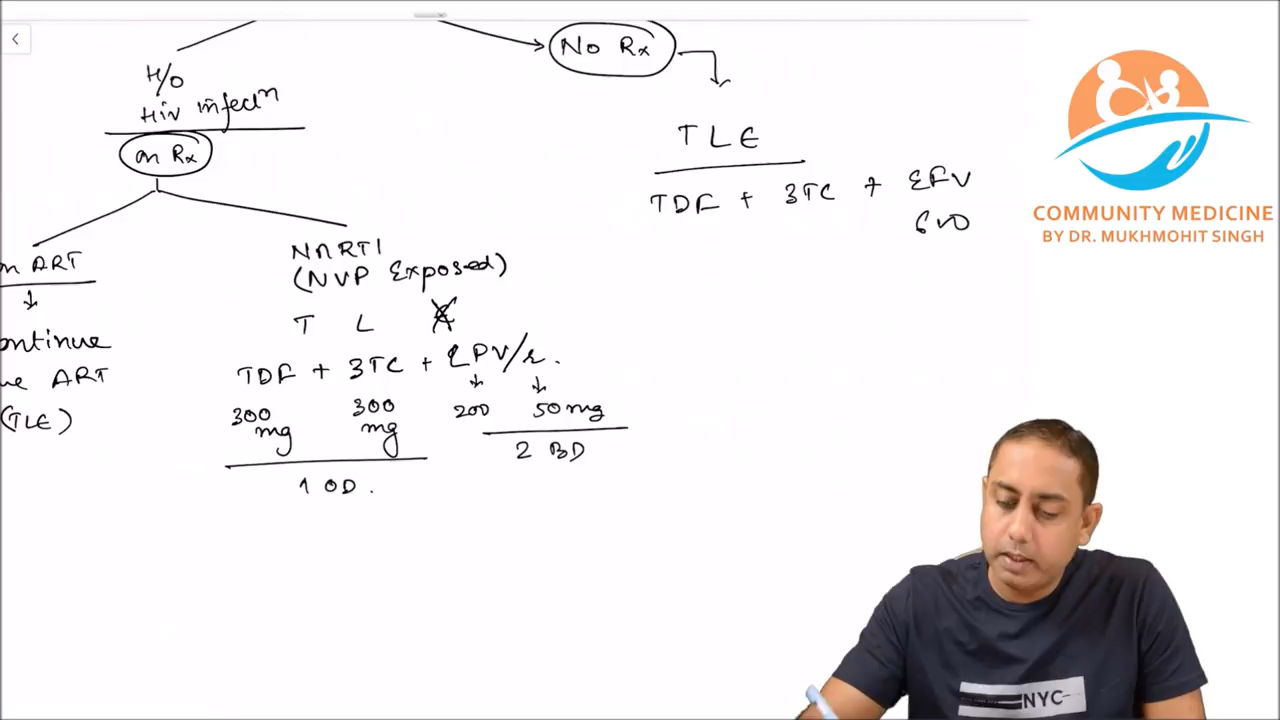 No Rx
H/O
HIV infecⁿ
on Rx
TLE
TDF + 3TC + EFV
600
on ART
NNRTI
(NVP Exposed)
T L
TDF + 3TC + LPV/r.
300 mg 300 mg 200 50 mg
1 OD.
2 BD
ontinue
ART
(TLE)
COMMUNITY MEDICINE
BY DR. MUKHMOHIT SINGH
NYC